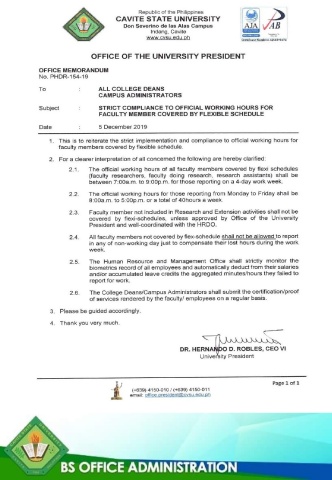 Republic of the Philippines
CAVITE STATE UNIVERSITY
Don Severino de las Alas Campus
Indang, Cavite
www.cvsu.edu.ph
OFFICE OF THE UNIVERSITY PRESIDENT
OFFICE MEMORANDUM
No. PHDR-154-19
To : ALL COLLEGE DEANS
CAMPUS ADMINISTRATORS
Subject : STRICT COMPLIANCE TO OFFICIAL WORKING HOURS FOR
FACULTY MEMBER COVERED BY FLEXIBLE SCHEDULE
Date : 5 December 2019
1. This is to reiterate the strict implementation and compliance to official working hours for
faculty members covered by flexible schedule.
2. For a clearer interpretation of all concerned the following are hereby clarified:
2.1. The official working hours of all faculty members covered by flexi schedules
(faculty researchers, faculty doing research, research assistants) shall be
between 7:00a.m. to 9:00p.m. for those reporting on a 4-day work week.
2.2. The official working hours for those reporting from Monday to Friday shall be
8:00a.m. to 5:00p.m. or a total of 40hours a week.
2.3. Faculty member not included in Research and Extension activities shall not be
covered by flexi-schedules, unless approved by Office of the University
President and well-coordinated with the HRDO.
2.4. All faculty members not covered by flex-schedule shall not be allowed to report
in any of non-working day just to compensate their lost hours during the work
week.
2.5. The Human Resource and Management Office shall strictly monitor the
biometrics record of all employees and automatically deduct from their salaries
and/or accumulated leave credits the aggregated minutes/hours they failed to
report for work.
2.6. The College Deans/Campus Administrators shall submit the certification/proof
of services rendered by the faculty/ employees on a regular basis.
3. Please be guided accordingly.
4. Thank you very much.
DR. HERNANDO D. ROBLES, CEO VI
University President
Page 1 of 1
(+639) 4150-010 / (+639) 4150-011
email: office.president@cvsu.edu.ph
BS OFFICE ADMINISTRATION